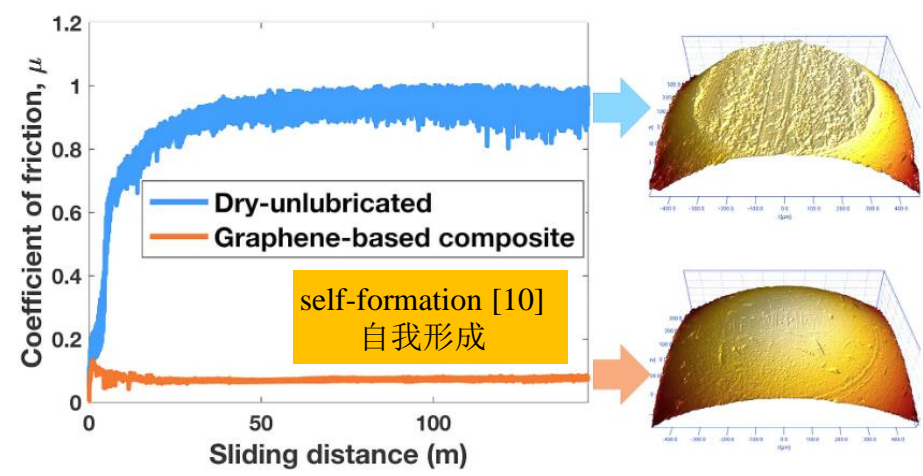 1.2
1
0.8
0.6
0.4
0.2
0
Coefficient of friction, μ
Dry-unlubricated
Graphene-based composite
self-formation [10]
自我形成
0
50
100
Sliding distance (m)